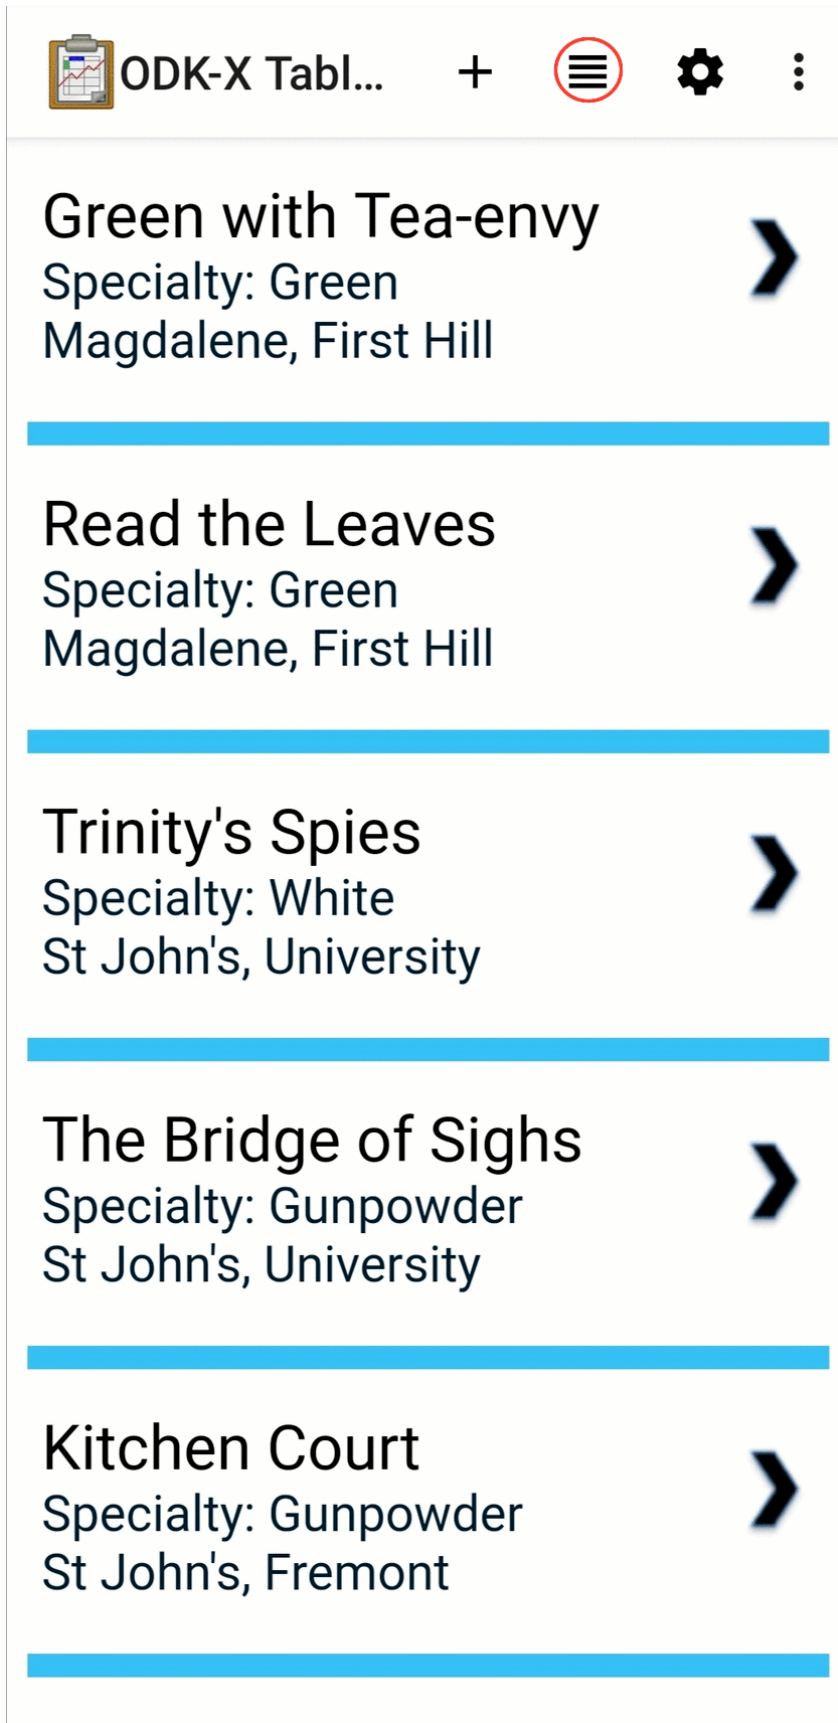 ODK-X Tabl...
Green with Tea-envy
Specialty: Green
Magdalene, First Hill
Read the Leaves
Specialty: Green
Magdalene, First Hill
Trinity's Spies
Specialty: White
St John's, University
The Bridge of Sighs
Specialty: Gunpowder
St John's, University
Kitchen Court
Specialty: Gunpowder
St John's, Fremont